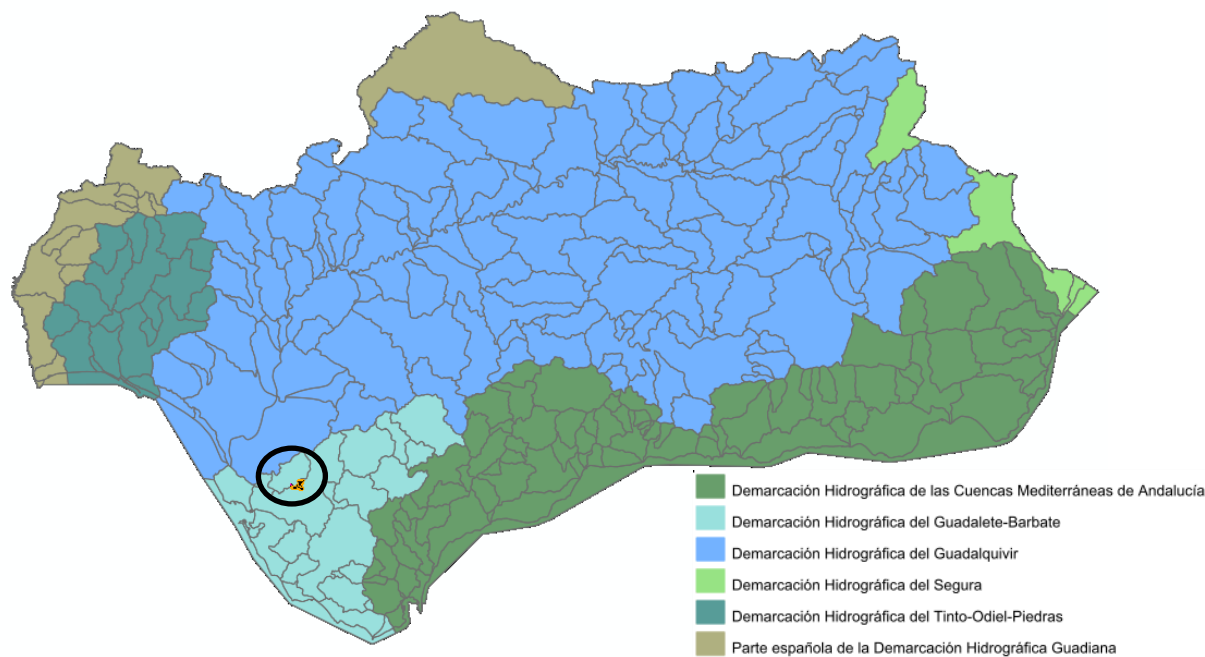 Demarcación Hidrográfica de las Cuencas Mediterráneas de Andalucía
Demarcación Hidrográfica del Guadalete-Barbate
Demarcación Hidrográfica del Guadalquivir
Demarcación Hidrográfica del Segura
Demarcación Hidrográfica del Tinto-Odiel-Piedras
Parte española de la Demarcación Hidrográfica Guadiana